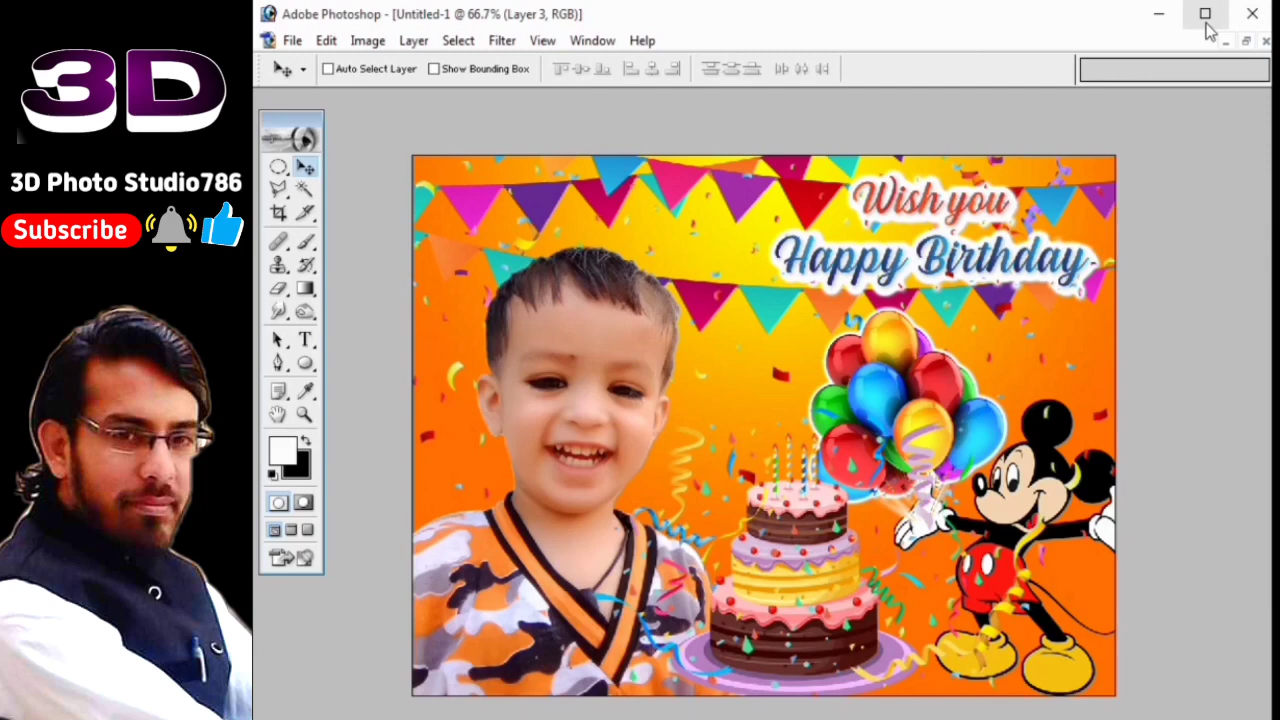 3D
3D Photo Studio786
Subscribe
Adobe Photoshop - [Untitled-1 @ 66.7% (Layer 3, RGB)]
File Edit Image Layer Select Filter View Window Help
Auto Select Layer Show Bounding Box
Wish you
Happy Birthday